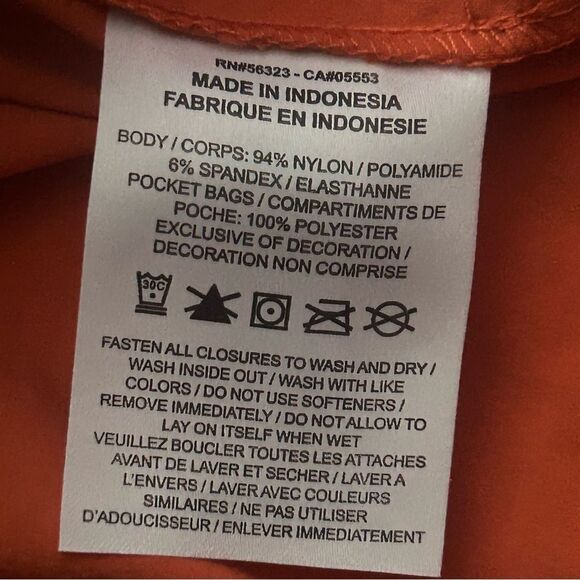 RN#56323 - CA#05553
MADE IN INDONESIA
FABRIQUE EN INDONESIE
BODY / CORPS: 94% NYLON / POLYAMIDE
6% SPANDEX / ELASTHANNE
POCKET BAGS / COMPARTIMENTS DE
POCHE: 100% POLYESTER
EXCLUSIVE OF DECORATION /
DECORATION NON COMPRISE
30C
FASTEN ALL CLOSURES TO WASH AND DRY /
WASH INSIDE OUT / WASH WITH LIKE
COLORS / DO NOT USE SOFTENERS /
REMOVE IMMEDIATELY / DO NOT ALLOW TO
LAY ON ITSELF WHEN WET
VEUILLEZ BOUCLER TOUTES LES ATTACHES
AVANT DE LAVER ET SECHER / LAVER A
L'ENVERS / LAVER AVEC COULEURS
SIMILAIRES / NE PAS UTILISER
D'ADOUCISSEUR / ENLEVER IMMEDIATEMENT